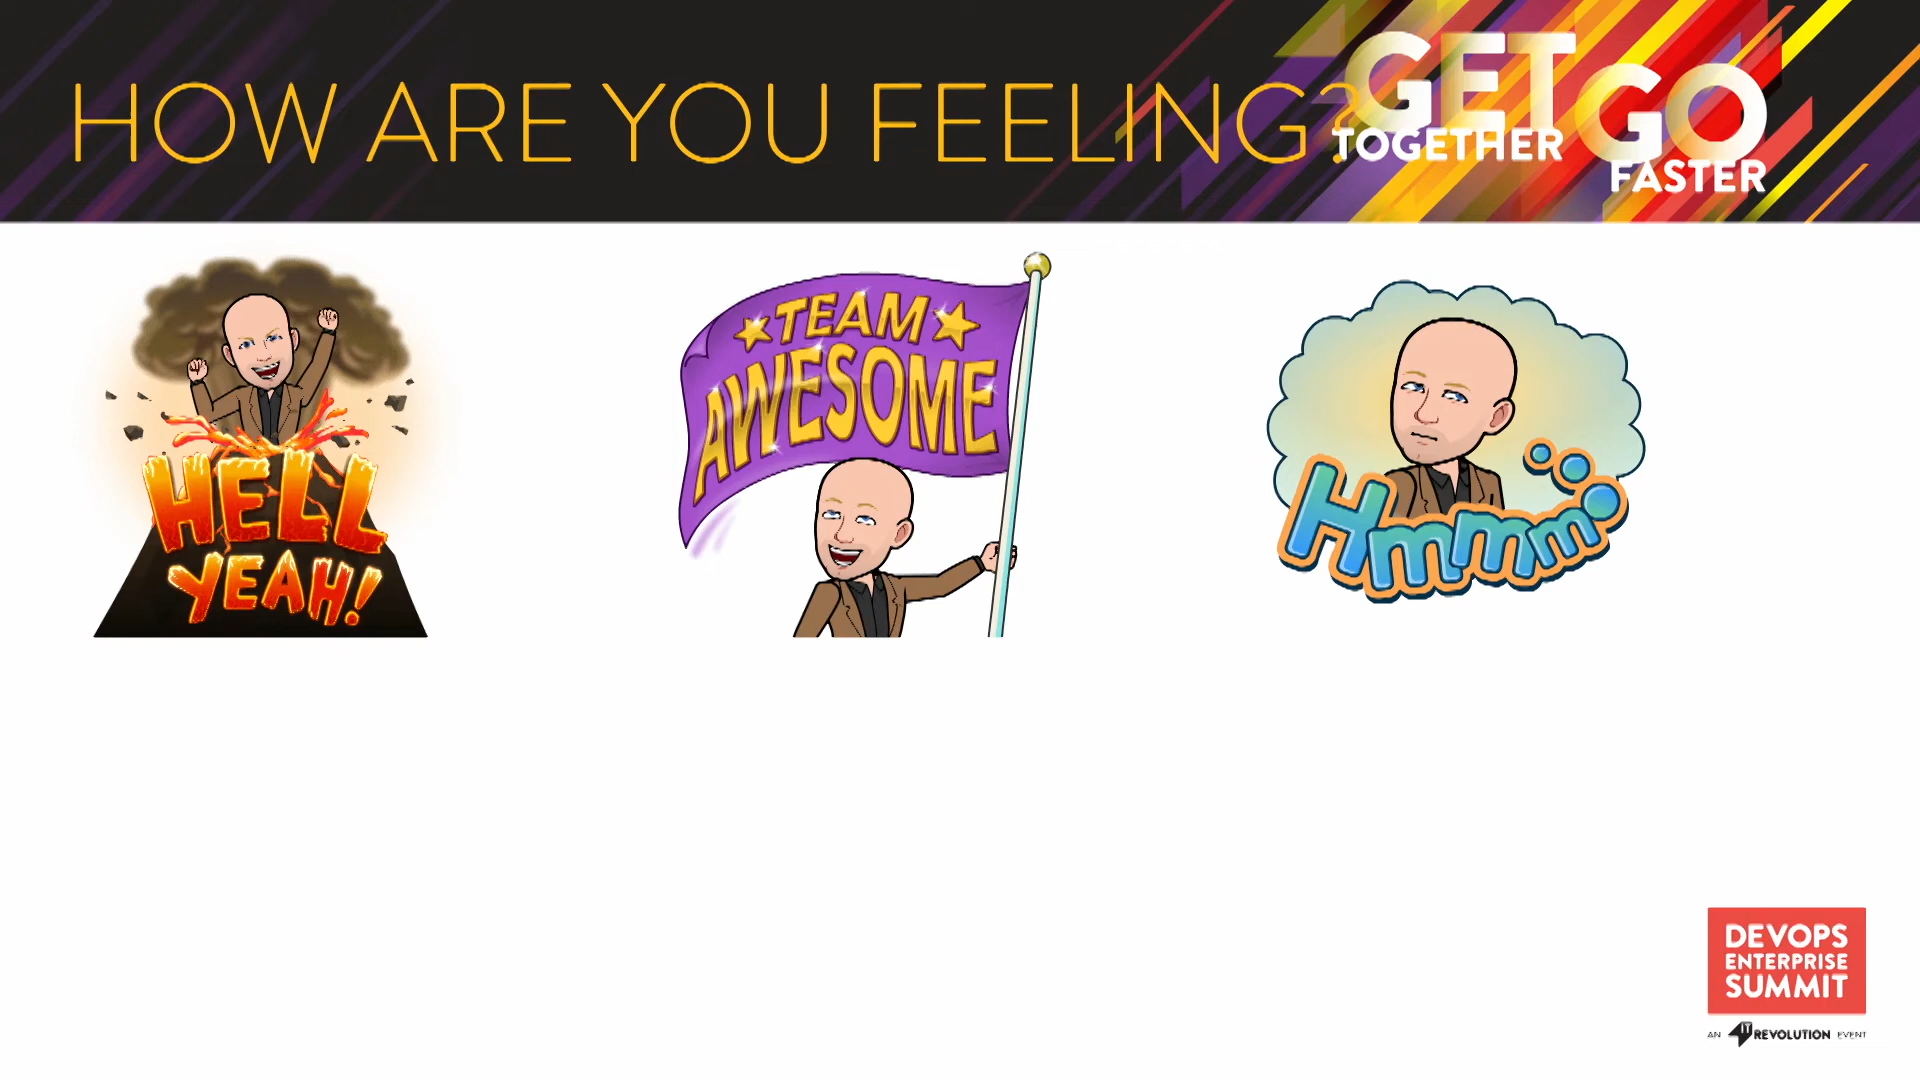 HOW ARE YOU FEELING?
GET
TOGETHER
GO
FASTER
HELL
YEAH!
TEAM
AWESOME
Hmmm
DEVOPS
ENTERPRISE
SUMMIT
AN IT REVOLUTION EVENT